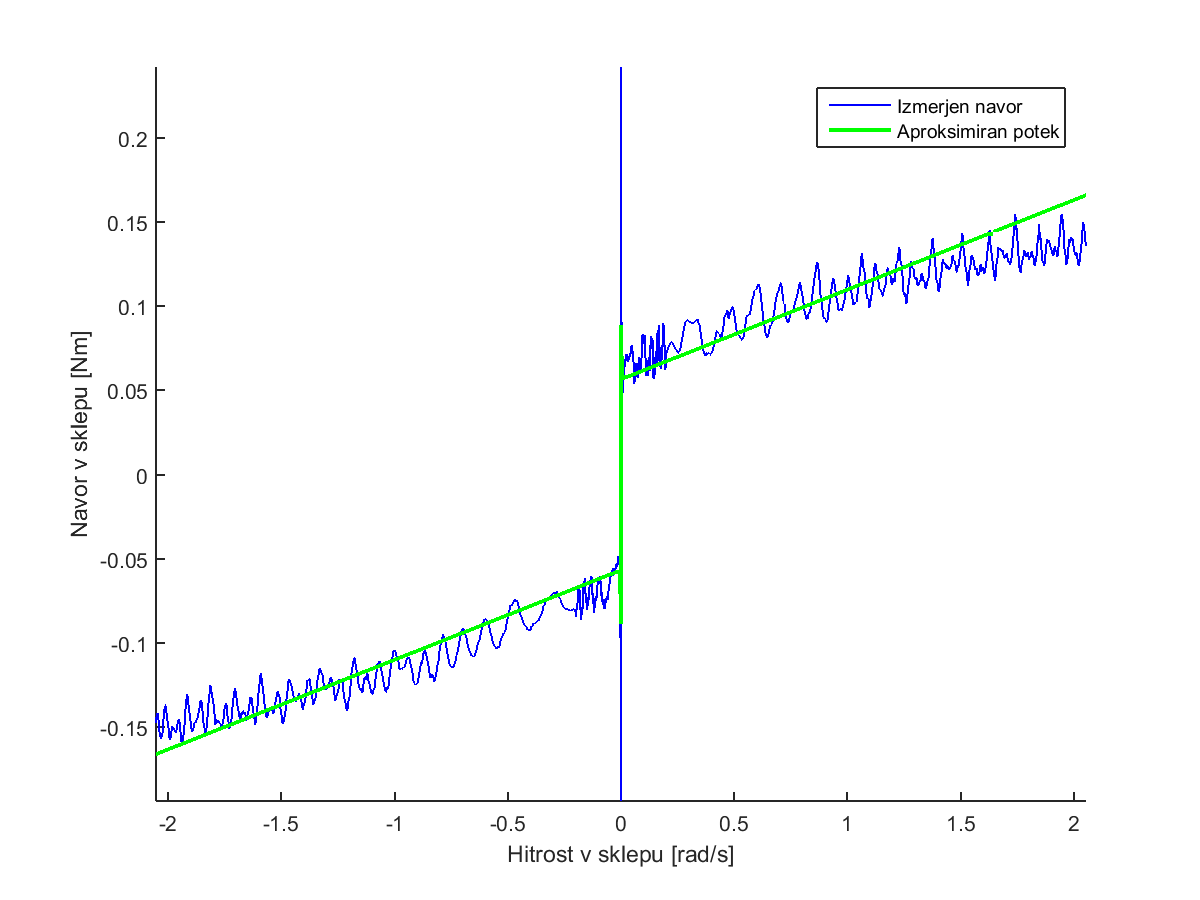 Izmerjen navor
Aproksimiran potek
0.2
0.15
0.1
0.05
0
-0.05
-0.1
-0.15
Navor v sklepu [Nm]
-2 -1.5 -1 -0.5 0 0.5 1 1.5 2
Hitrost v sklepu [rad/s]